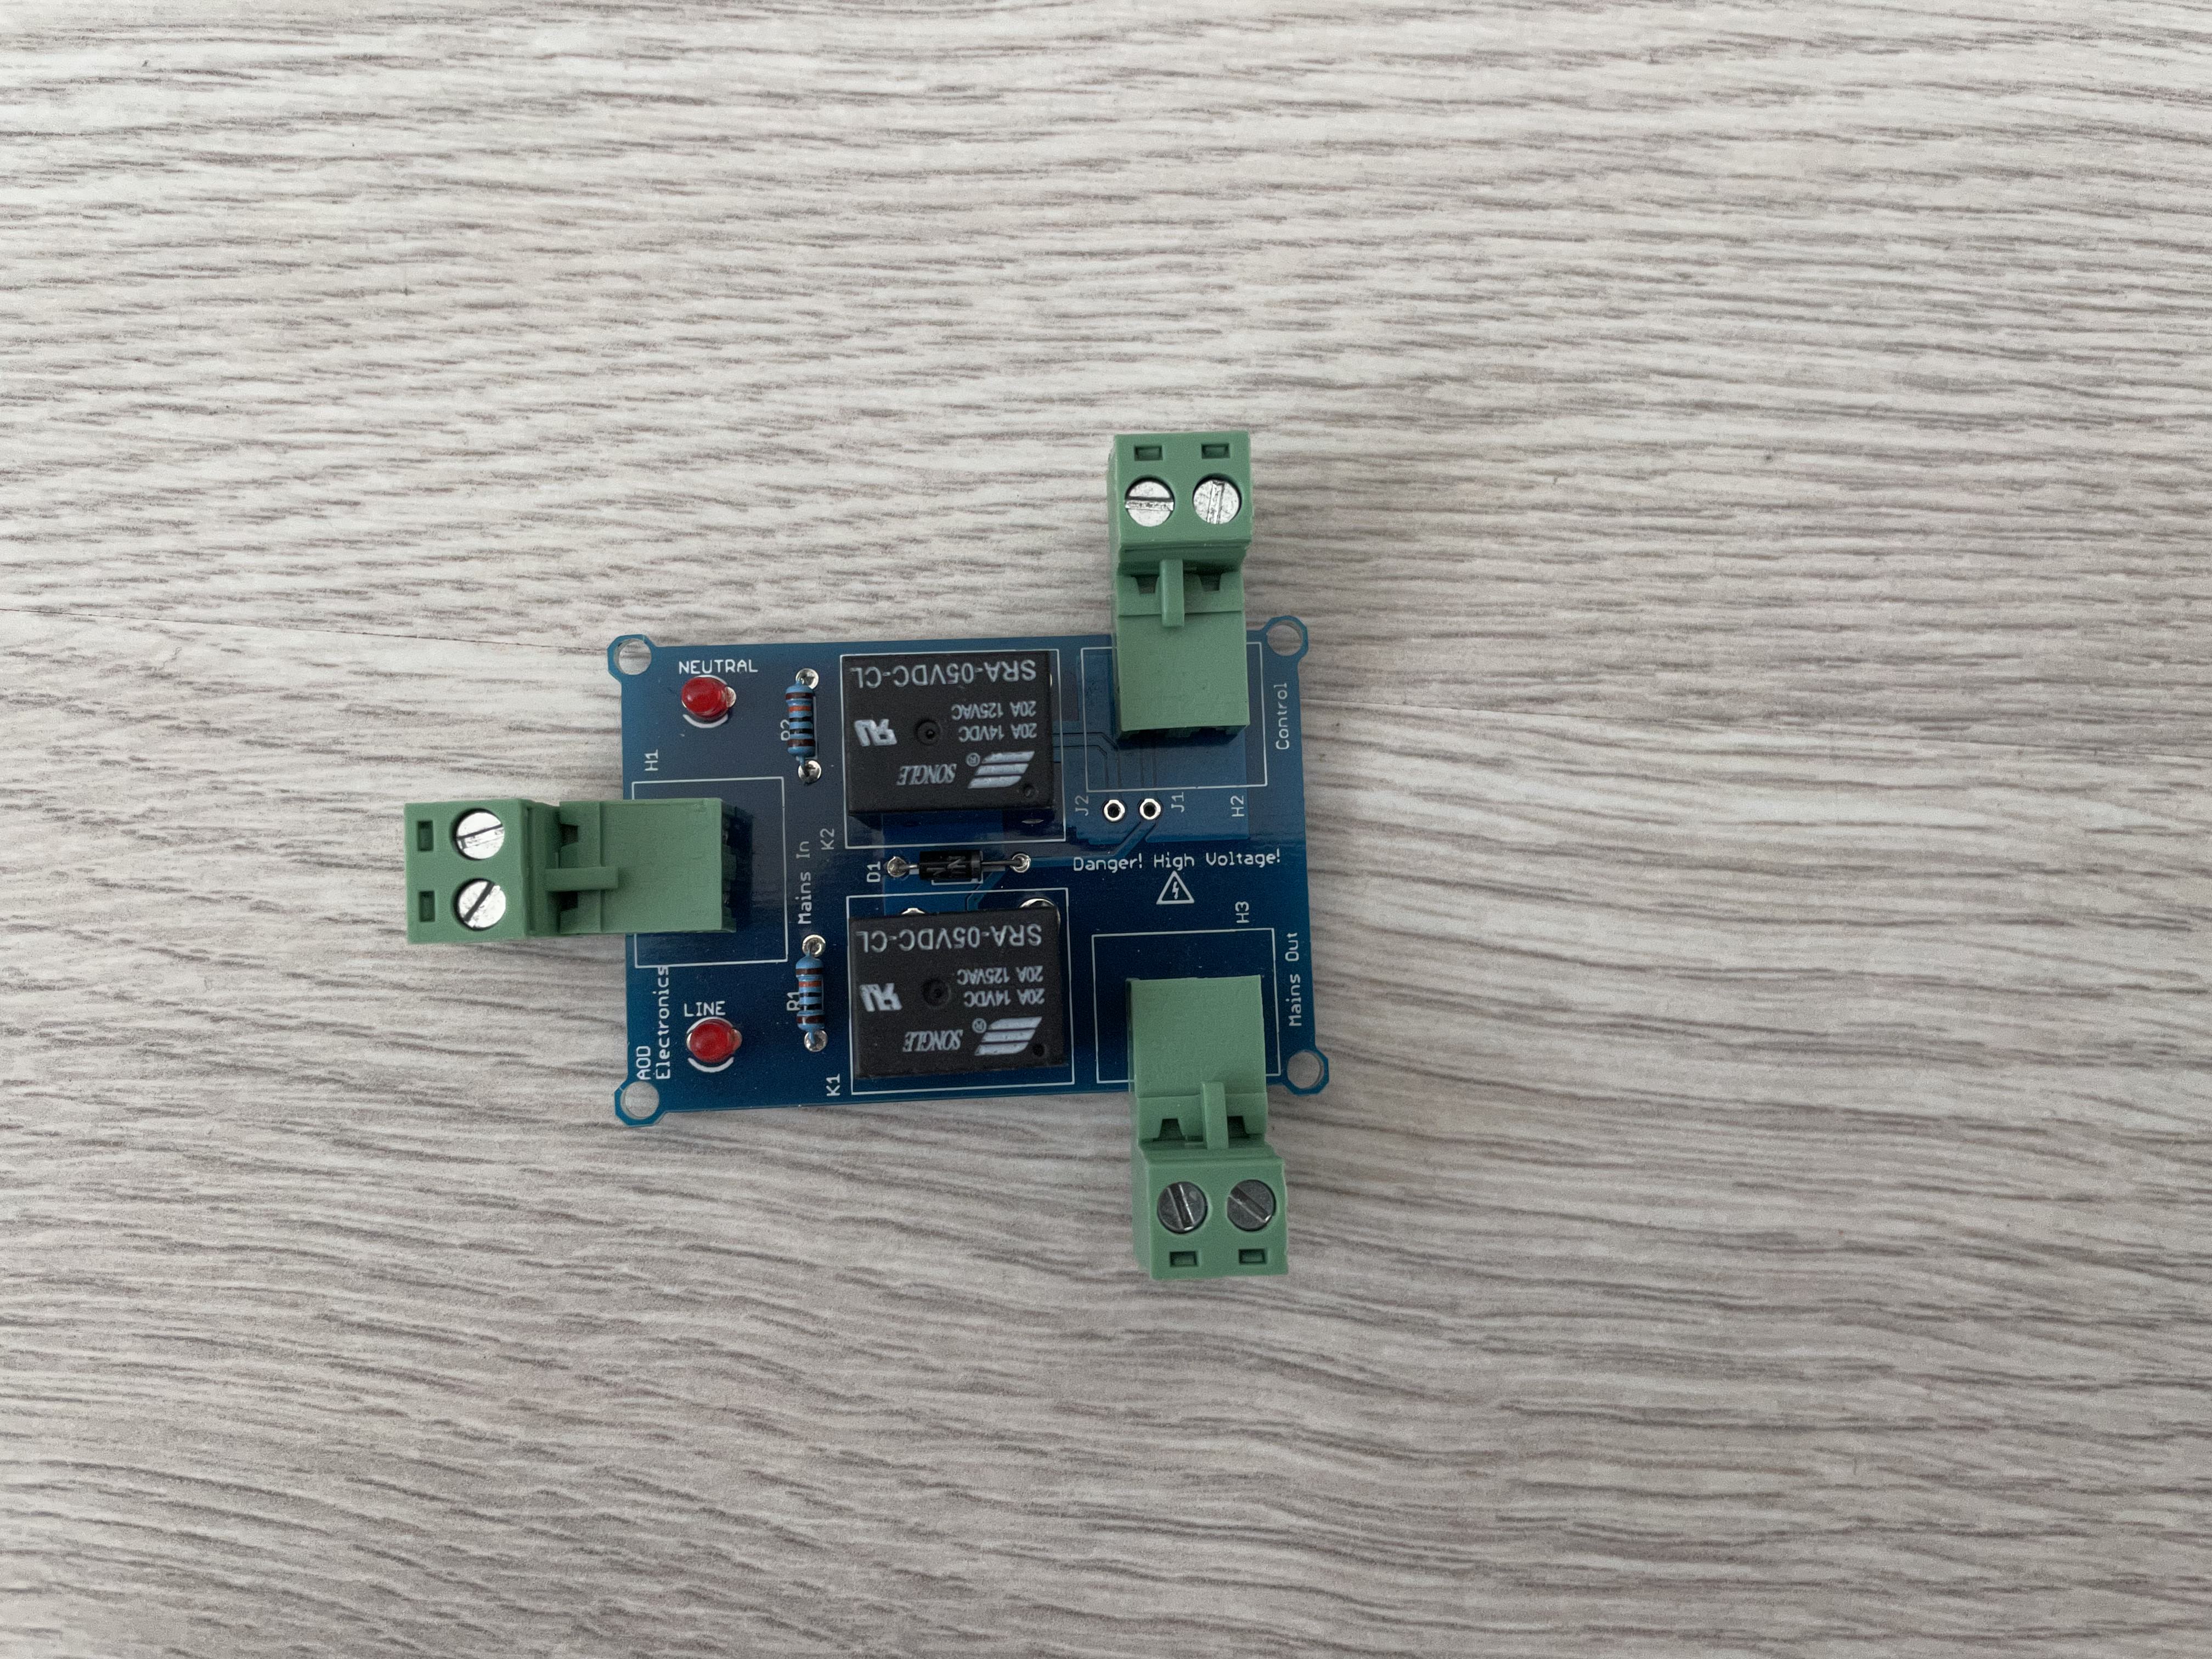 AOD
Electronics
H1
LINE
NEUTRAL
R1
R2
Mains In
K1
K2
D1
SONGLE
®
20A 14VDC
20A 125VAC
SRA-05VDC-CL
SONGLE
®
20A 14VDC
20A 125VAC
SRA-05VDC-CL
J2
J1
Danger! High Voltage!
H3
H2
Mains Out
Control